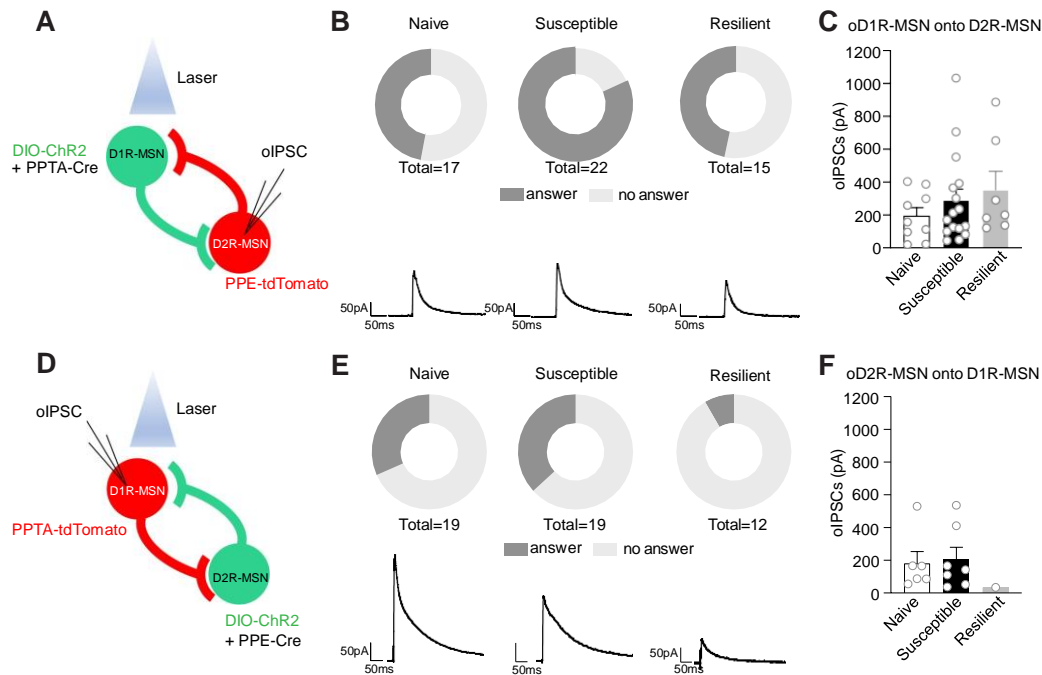 A
Laser
D1R-MSN
DIO-ChR2
+ PPTA-Cre
oIPSC
D2R-MSN
PPE-tdTomato
B
Naive
Susceptible
Resilient
Total=17
Total=22
Total=15
answer
no answer
50pA
50ms
50pA
50ms
50pA
50ms
C
oD1R-MSN onto D2R-MSN
oIPSCs (pA)
1200
1000
800
600
400
200
0
Naive
Susceptible
Resilient
D
oIPSC
Laser
D1R-MSN
PPTA-tdTomato
D2R-MSN
DIO-ChR2
+ PPE-Cre
E
Naive
Susceptible
Resilient
Total=19
Total=19
Total=12
answer
no answer
50pA
50ms
50pA
50ms
50pA
50ms
F
oD2R-MSN onto D1R-MSN
oIPSCs (pA)
1200
1000
800
600
400
200
0
Naive
Susceptible
Resilient